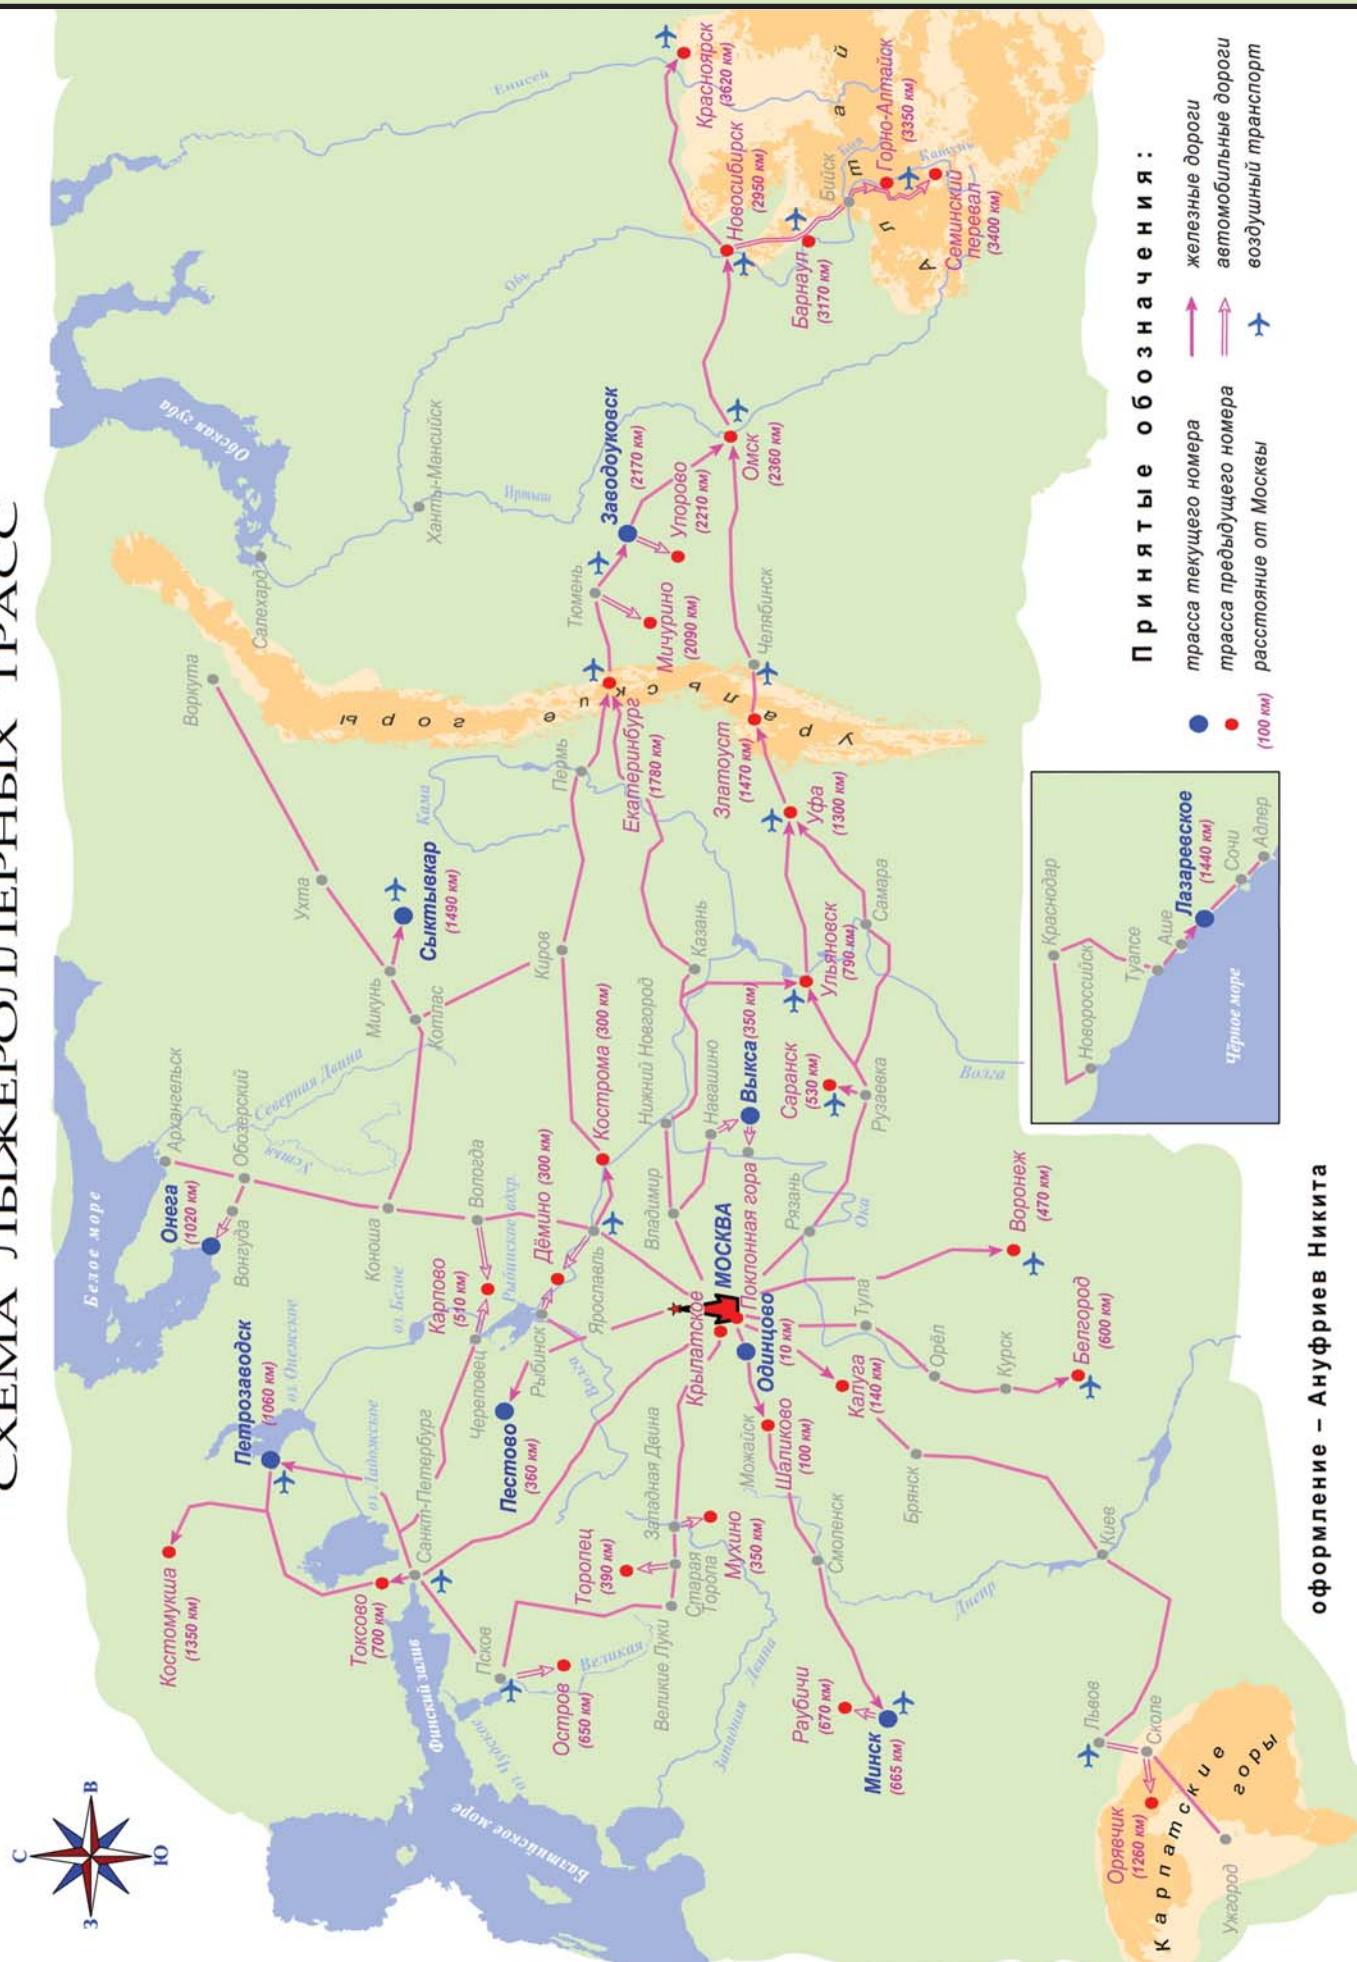 СХЕМА ЛЫЖЕРОЛЛЕРНЫХ ТРАСС
С
З
В
Ю
Белое море
Обская губа
Енисей
Обь
Иртыш
Кама
Северная Двина
Устья
оз. Онежское
оз. Белое
оз. Ладожское
Рыбинское вдхр.
Волга
Финский залив
Балтийское море
оз. Чудское
Великая
Западная Двина
Днепр
Ока
Волга
Бия
Катунь
Уральские горы
Алтай
Карпатские
горы
Костомукша
(1350 км)
Петрозаводск
(1060 км)
Онега
(1020 км)
Архангельск
Обозерский
Вонгуда
Коноша
Воркута
Салехард
Ухта
Микунь
Сыктывкар
(1490 км)
Котлас
Ханты-Мансийск
Токсово
(700 км)
Санкт-Петербург
Карпово
(510 км)
Вологда
Череповец
Пестово
(360 км)
Рыбинск
Дёмино (300 км)
Ярославль
Кострома (300 км)
Киров
Пермь
Екатеринбург
(1780 км)
Тюмень
Мичурино
(2090 км)
Заводоуковск
(2170 км)
Упорово
(2210 км)
Омск
(2360 км)
Новосибирск
(2950 км)
Красноярск
(3620 км)
Барнаул
(3170 км)
Бийск
Горно-Алтайск
(3350 км)
Семинский
перевал
(3400 км)
Псков
Остров
(650 км)
Торопец
(390 км)
Великие Луки
Старая
Торопа
Западная Двина
Мухино
(350 км)
Владимир
Нижний Новгород
Казань
Навашино
Выкса (350 км)
МОСКВА
Крылатское
Поклонная гора
Одинцово
(10 км)
Можайск
Шаликово
(100 км)
Смоленск
Раубичи
(670 км)
Минск
(665 км)
Калуга
(140 км)
Брянск
Киев
Львов
Сколе
Орявчик
(1260 км)
Ужгород
Тула
Орёл
Курск
Белгород
(600 км)
Воронеж
(470 км)
Рязань
Рузаевка
Саранск
(530 км)
Ульяновск
(790 км)
Самара
Уфа
(1300 км)
Златоуст
(1470 км)
Челябинск
Краснодар
Новороссийск
Туапсе
Аше
Лазаревское
(1440 км)
Сочи
Адлер
Чёрное море
Принятые обозначения:
трасса текущего номера
трасса предыдущего номера
(100 км) расстояние от Москвы
железные дороги
автомобильные дороги
воздушный транспорт
оформление – Ануфриев Никита